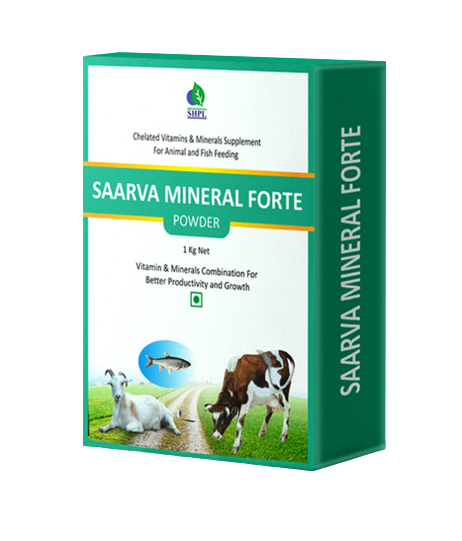 SHPL
Chelated Vitamins & Minerals Supplement
For Animal and Fish Feeding
SAARVA MINERAL FORTE
POWDER
1 Kg Net
Vitamin & Minerals Combination For
Better Productivity and Growth
SAARVA MINERAL FORTE